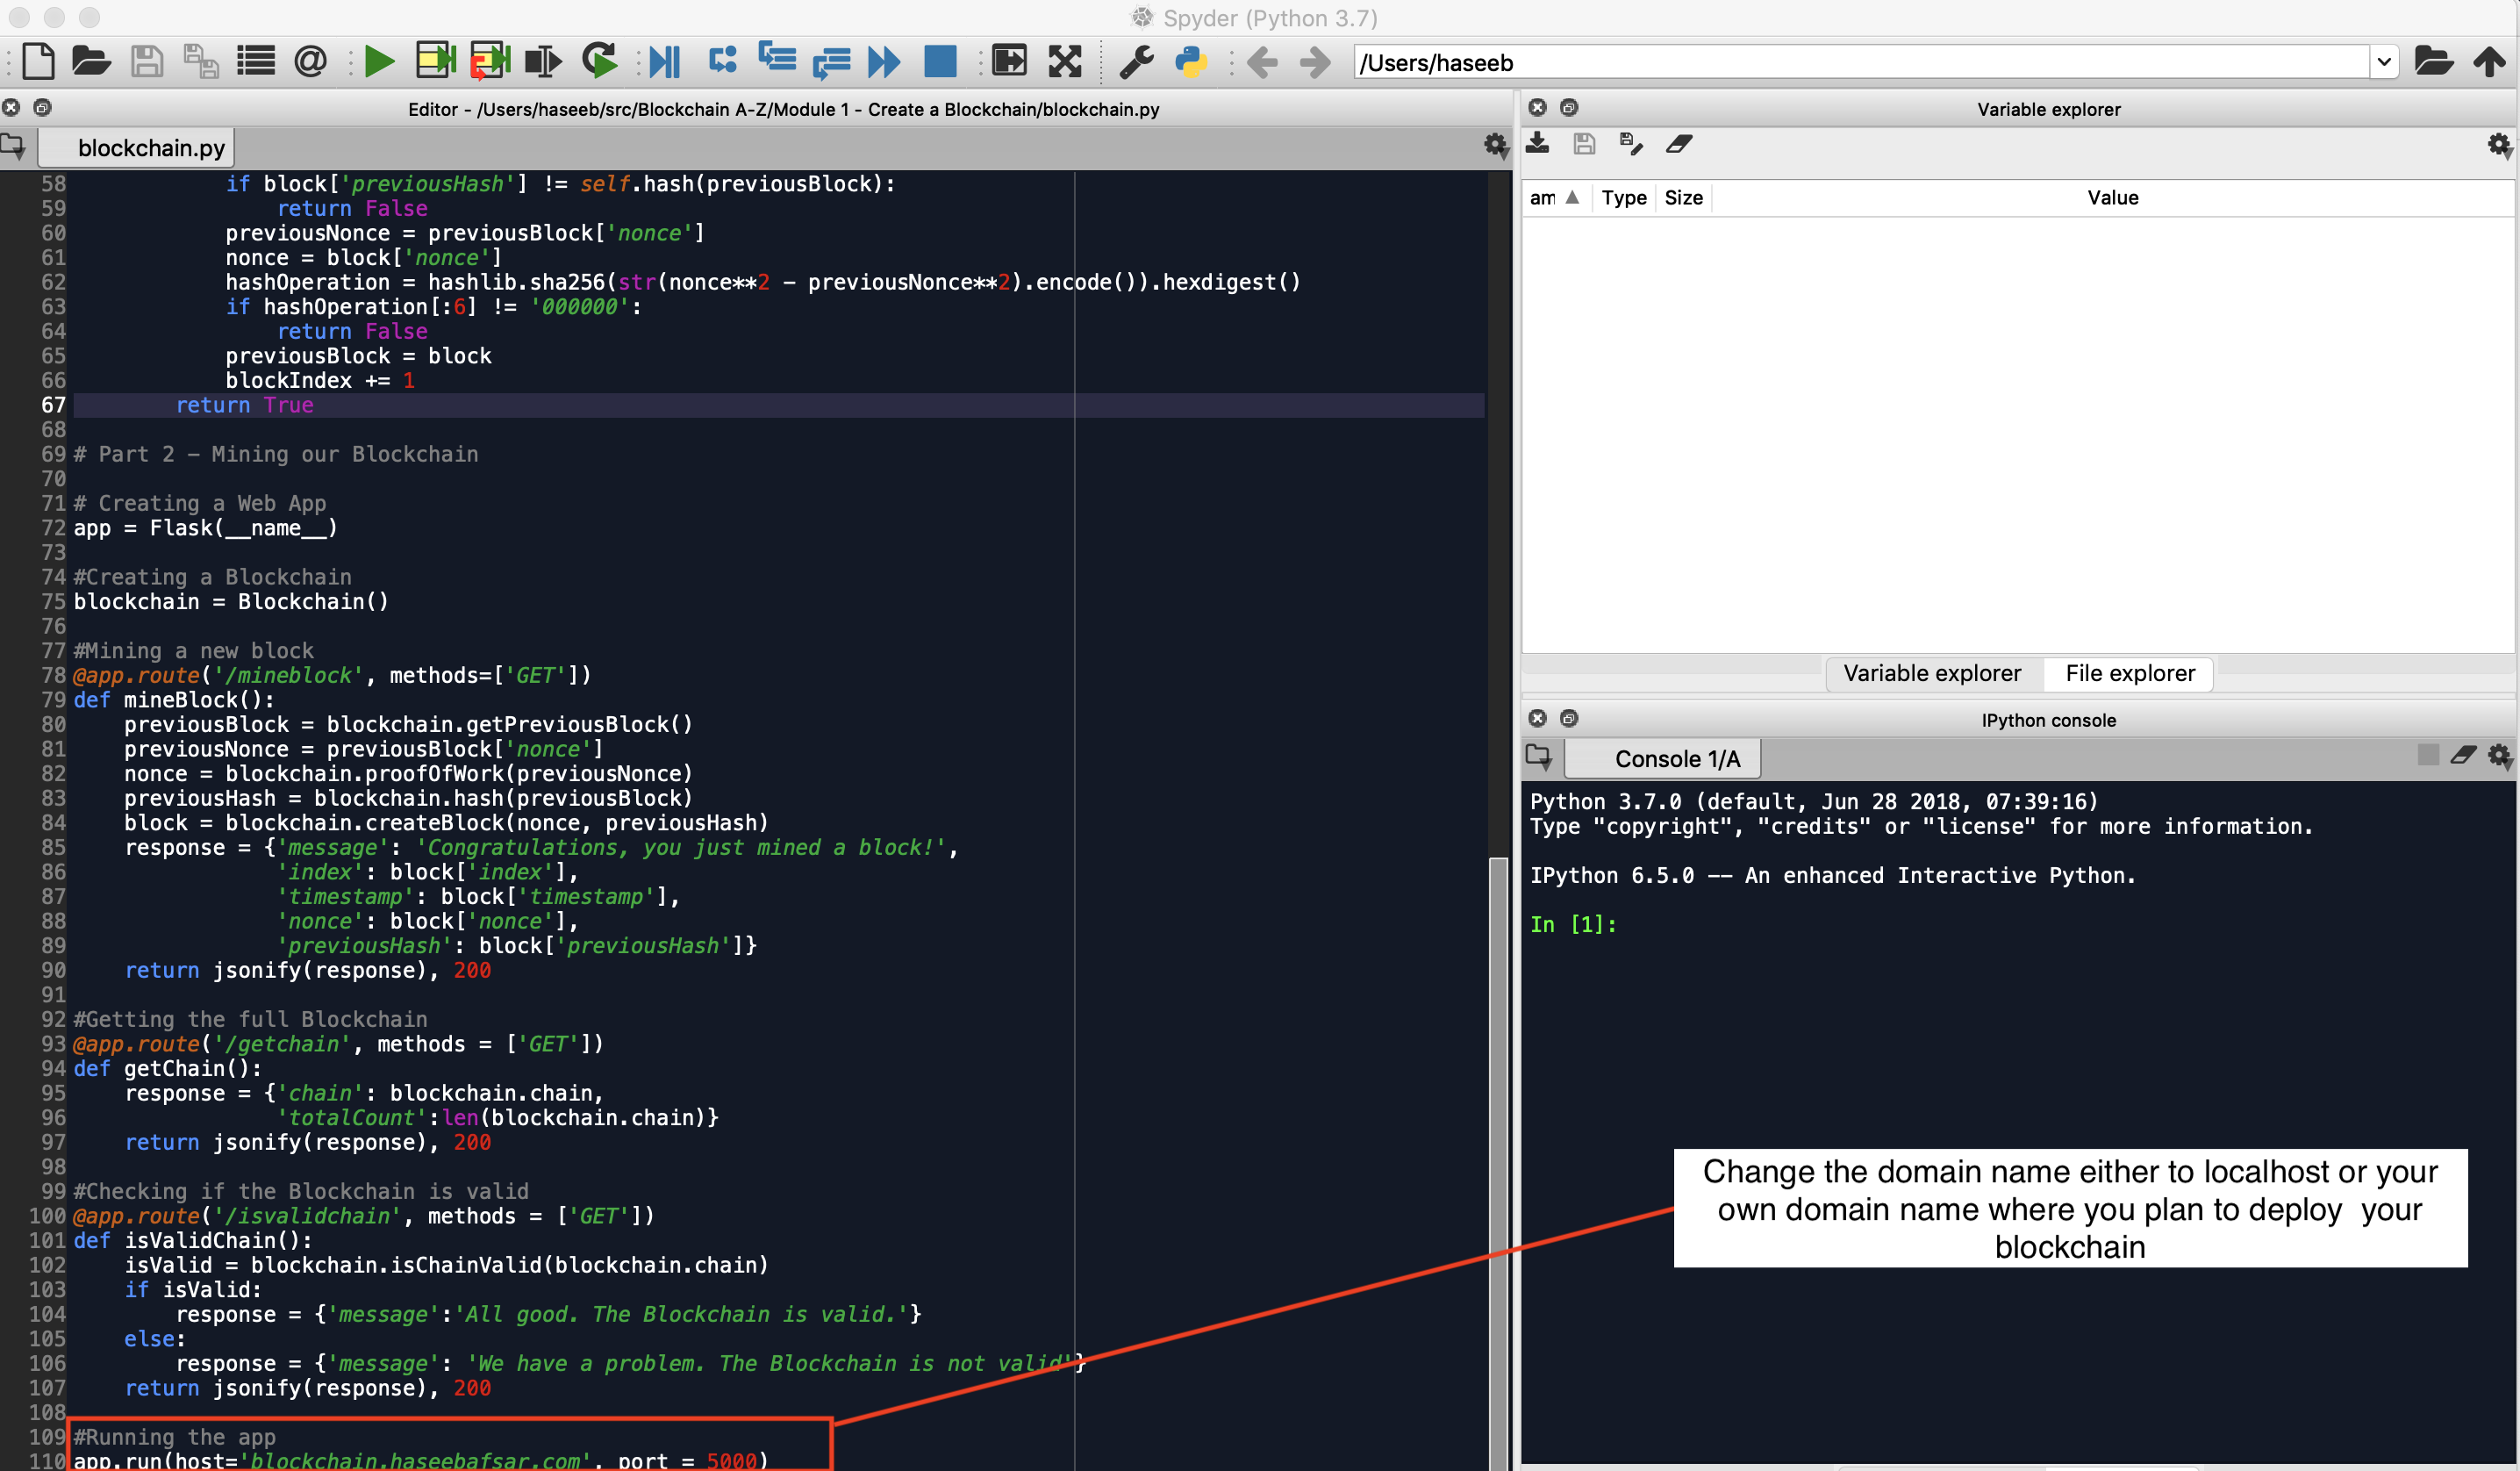 Spyder (Python 3.7)
/Users/haseeb
Editor - /Users/haseeb/src/Blockchain A-Z/Module 1 - Create a Blockchain/blockchain.py
blockchain.py
58             if block['previousHash'] != self.hash(previousBlock):
59                 return False
60             previousNonce = previousBlock['nonce']
61             nonce = block['nonce']
62             hashOperation = hashlib.sha256(str(nonce**2 - previousNonce**2).encode()).hexdigest()
63             if hashOperation[:6] != '000000':
64                 return False
65             previousBlock = block
66             blockIndex += 1
67         return True
68
69 # Part 2 - Mining our Blockchain
70
71 # Creating a Web App
72 app = Flask(__name__)
73
74 #Creating a Blockchain
75 blockchain = Blockchain()
76
77 #Mining a new block
78 @app.route('/mineblock', methods=['GET'])
79 def mineBlock():
80     previousBlock = blockchain.getPreviousBlock()
81     previousNonce = previousBlock['nonce']
82     nonce = blockchain.proofOfWork(previousNonce)
83     previousHash = blockchain.hash(previousBlock)
84     block = blockchain.createBlock(nonce, previousHash)
85     response = {'message': 'Congratulations, you just mined a block!',
86                 'index': block['index'],
87                 'timestamp': block['timestamp'],
88                 'nonce': block['nonce'],
89                 'previousHash': block['previousHash']}
90     return jsonify(response), 200
91
92 #Getting the full Blockchain
93 @app.route('/getchain', methods = ['GET'])
94 def getChain():
95     response = {'chain': blockchain.chain,
96                 'totalCount':len(blockchain.chain)}
97     return jsonify(response), 200
98
99 #Checking if the Blockchain is valid
100 @app.route('/isvalidchain', methods = ['GET'])
101 def isValidChain():
102     isValid = blockchain.isChainValid(blockchain.chain)
103     if isValid:
104         response = {'message':'All good. The Blockchain is valid.'}
105     else:
106         response = {'message': 'We have a problem. The Blockchain is not valid'}
107     return jsonify(response), 200
108
109 #Running the app
110 app.run(host='blockchain.haseebafsar.com', port = 5000)
Variable explorer
am Type Size Value
Variable explorer File explorer
IPython console
Console 1/A
Python 3.7.0 (default, Jun 28 2018, 07:39:16)
Type "copyright", "credits" or "license" for more information.
IPython 6.5.0 -- An enhanced Interactive Python.
In [1]:
Change the domain name either to localhost or your
own domain name where you plan to deploy  your
blockchain